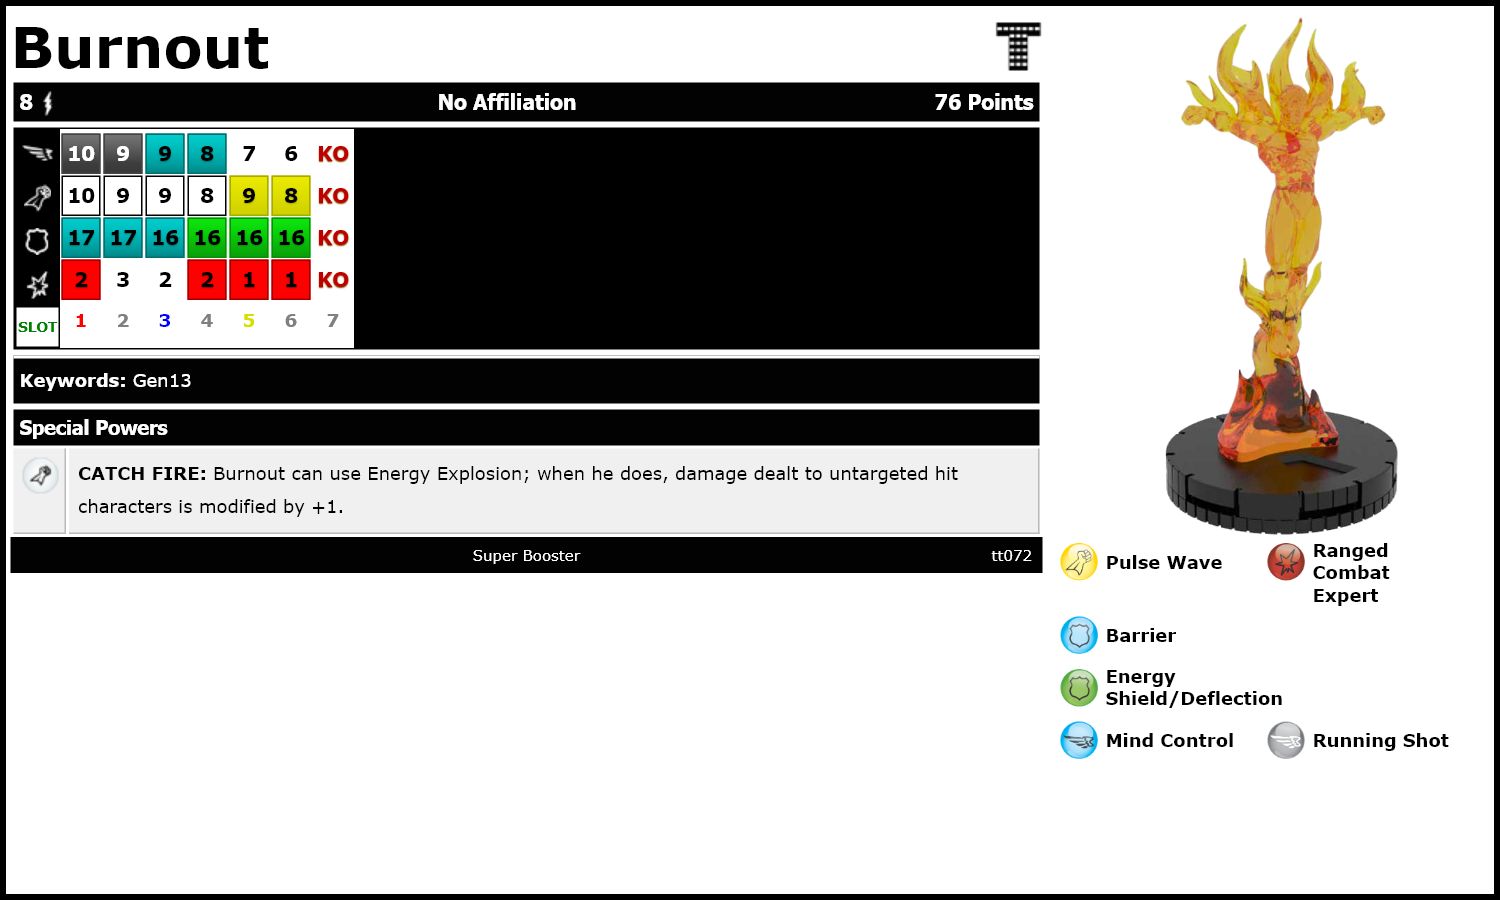 Burnout
8 No Affiliation 76 Points
10 9 9 8 7 6 KO
10 9 9 8 9 8 KO
17 17 16 16 16 16 KO
2 3 2 2 1 1 KO
SLOT 1 2 3 4 5 6 7
Keywords: Gen13
Special Powers
CATCH FIRE: Burnout can use Energy Explosion; when he does, damage dealt to untargeted hit
characters is modified by +1.
Super Booster tt072
Pulse Wave
Ranged
Combat
Expert
Barrier
Energy
Shield/Deflection
Mind Control
Running Shot